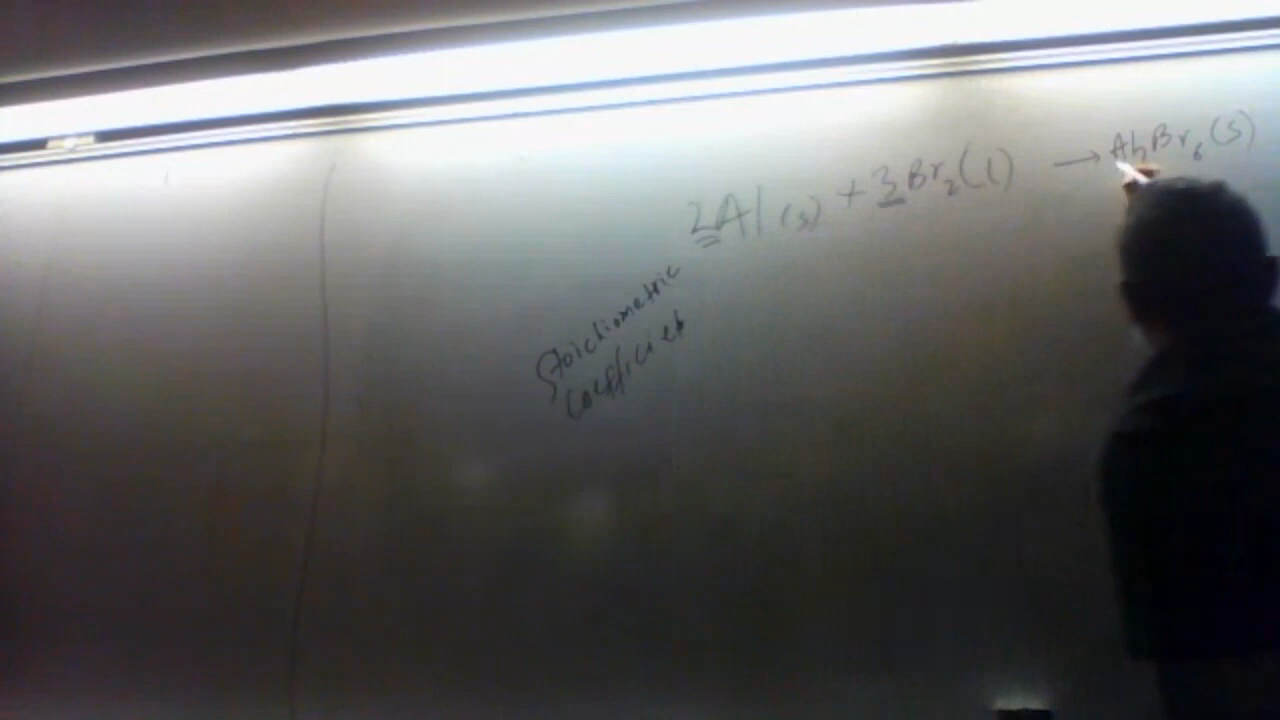 2Al(s) + 3Br₂(l) → Al₂Br₆(s)
Stoichiometric
coefficient